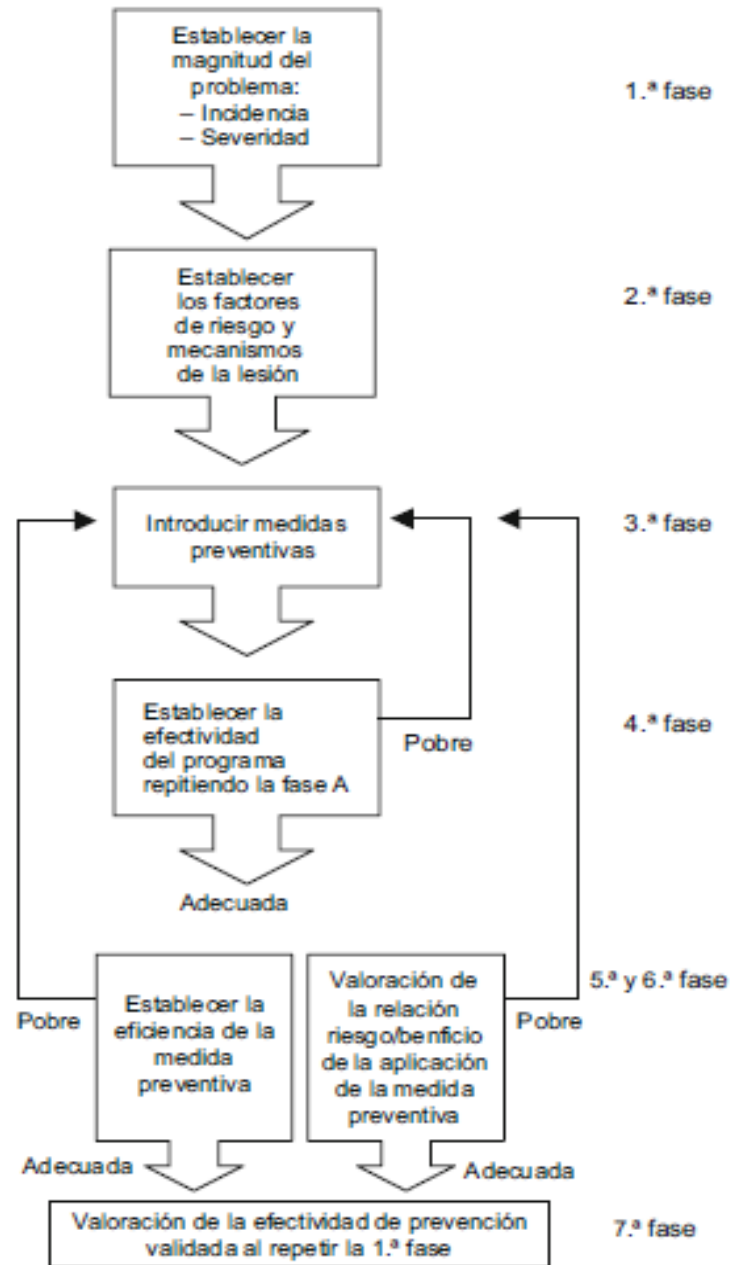 Establecer la
magnitud del
problema:
– Incidencia
– Severidad
1.ª fase
Establecer
los factores
de riesgo y
mecanismos
de la lesión
2.ª fase
Introducir medidas
preventivas
3.ª fase
Establecer la
efectividad
del programa
repitiendo la fase A
Pobre
4.ª fase
Adecuada
Establecer la
eficiencia de la
medida
preventiva
Valoración de
la relación
riesgo/benficio
de la aplicación
de la medida
preventiva
5.ª y 6.ª fase
Pobre
Pobre
Adecuada
Adecuada
Valoración de la efectividad de prevención
validada al repetir la 1.ª fase
7.ª fase